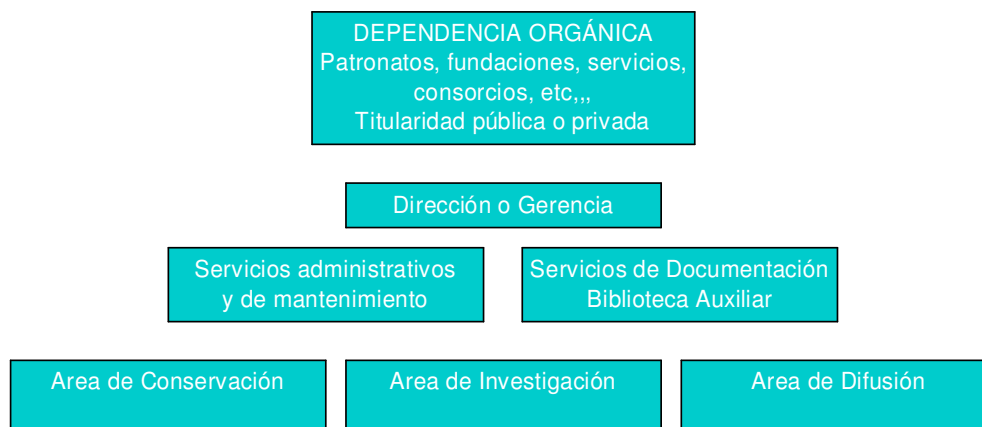 DEPENDENCIA ORGÁNICA
Patronatos, fundaciones, servicios,
consorcios, etc,,,
Titularidad pública o privada
Dirección o Gerencia
Servicios administrativos
y de mantenimiento
Servicios de Documentación
Biblioteca Auxiliar
Area de Conservación
Area de Investigación
Area de Difusión